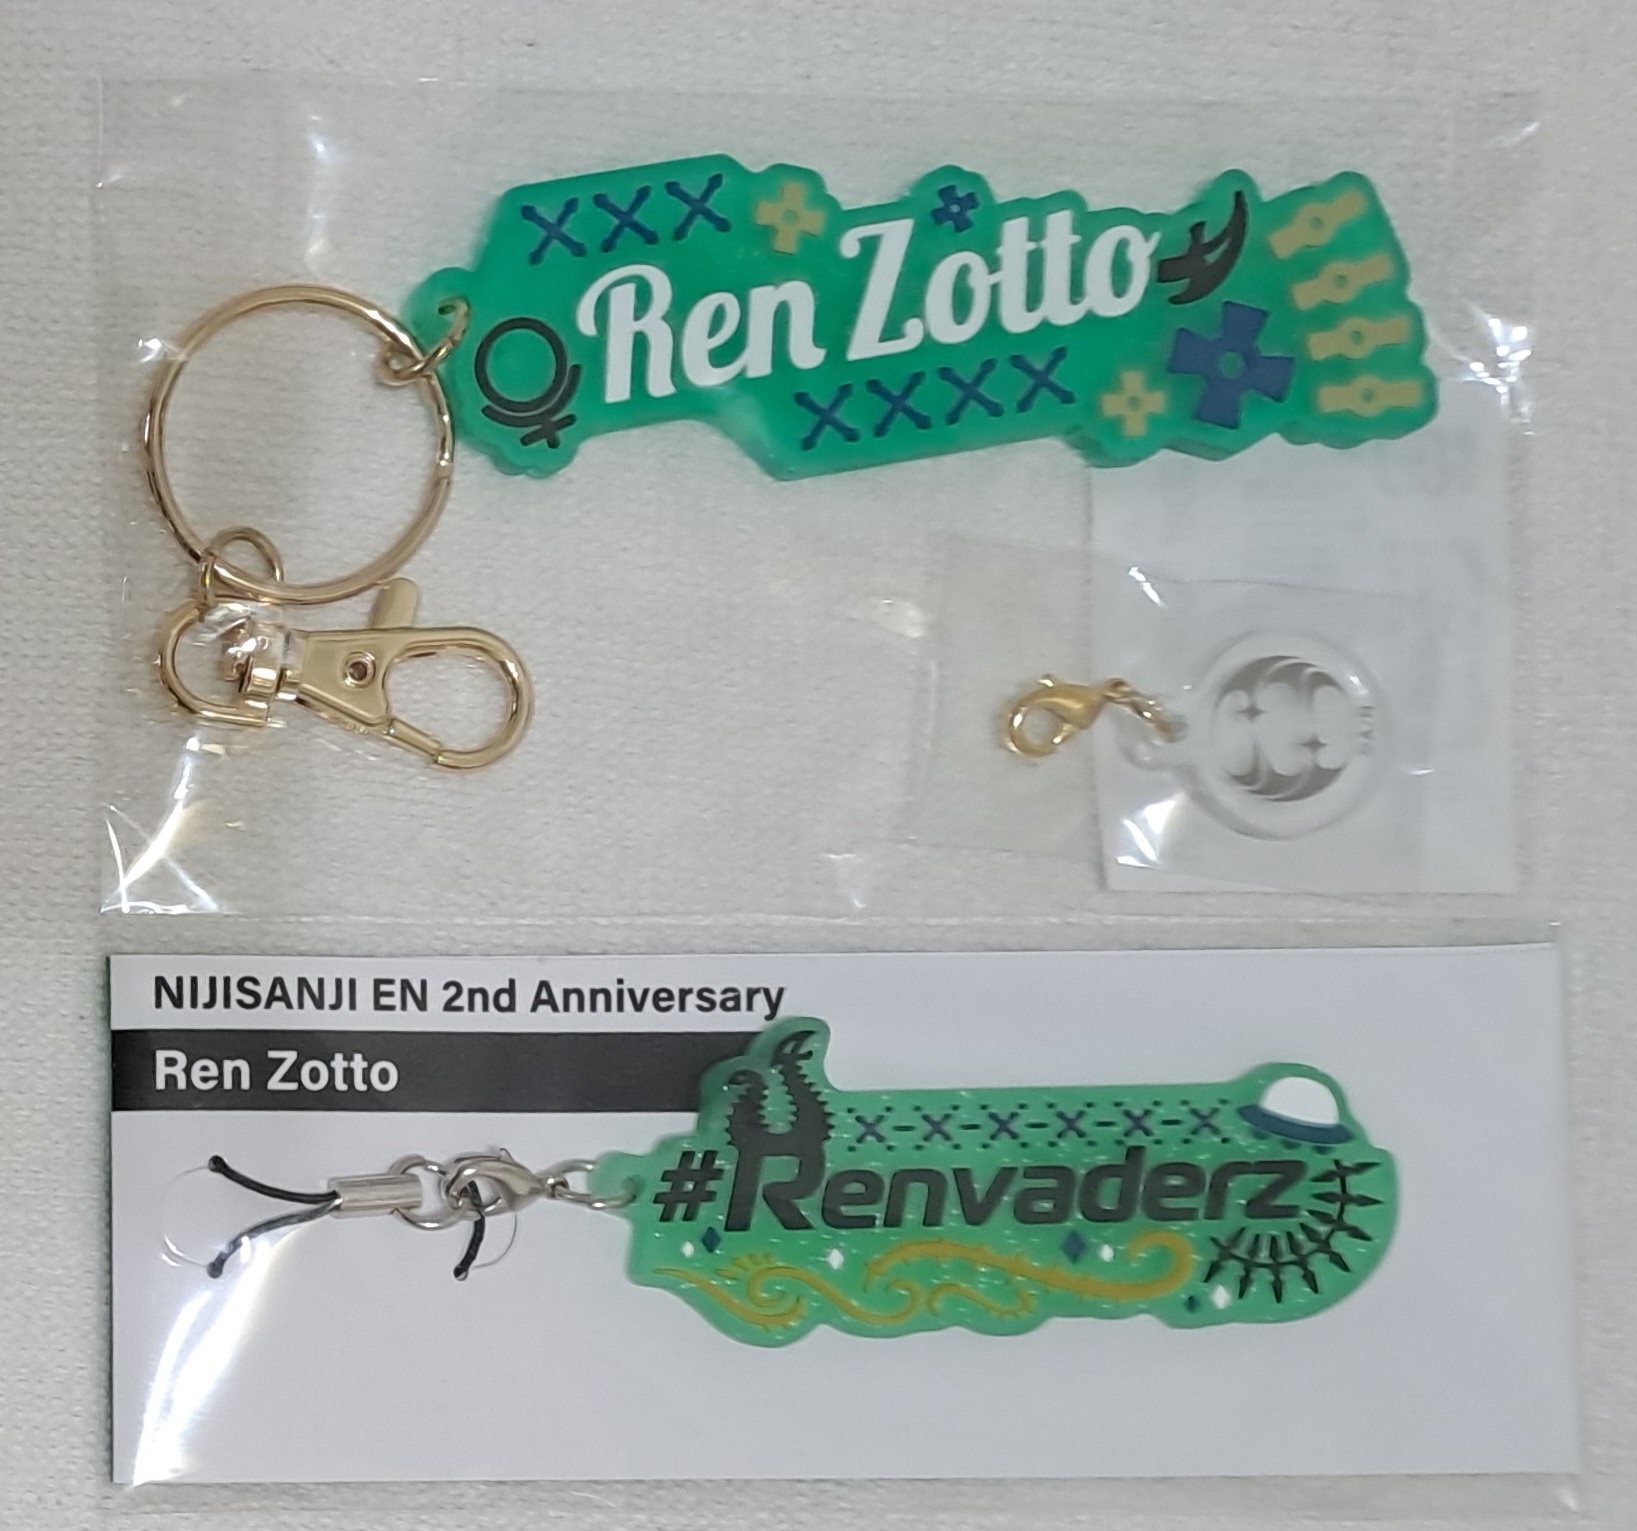 Ren Zotto
NIJISANJI EN 2nd Anniversary
Ren Zotto
#Renvaderz